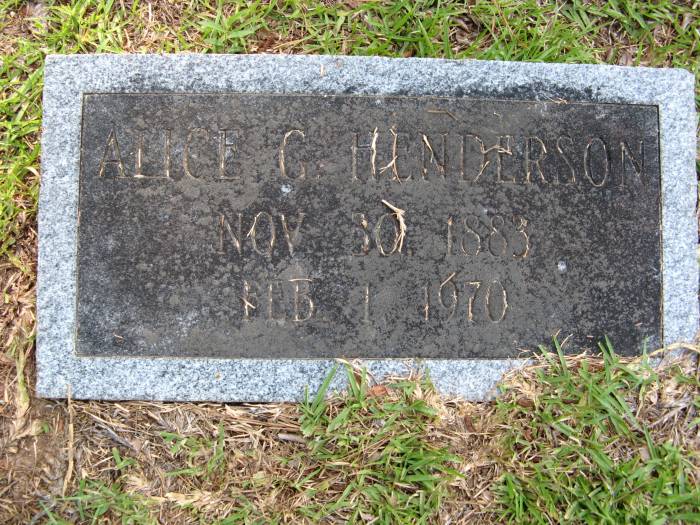 ALICE G. HENDERSON
NOV. 30, 1883
FEB. 1, 1970